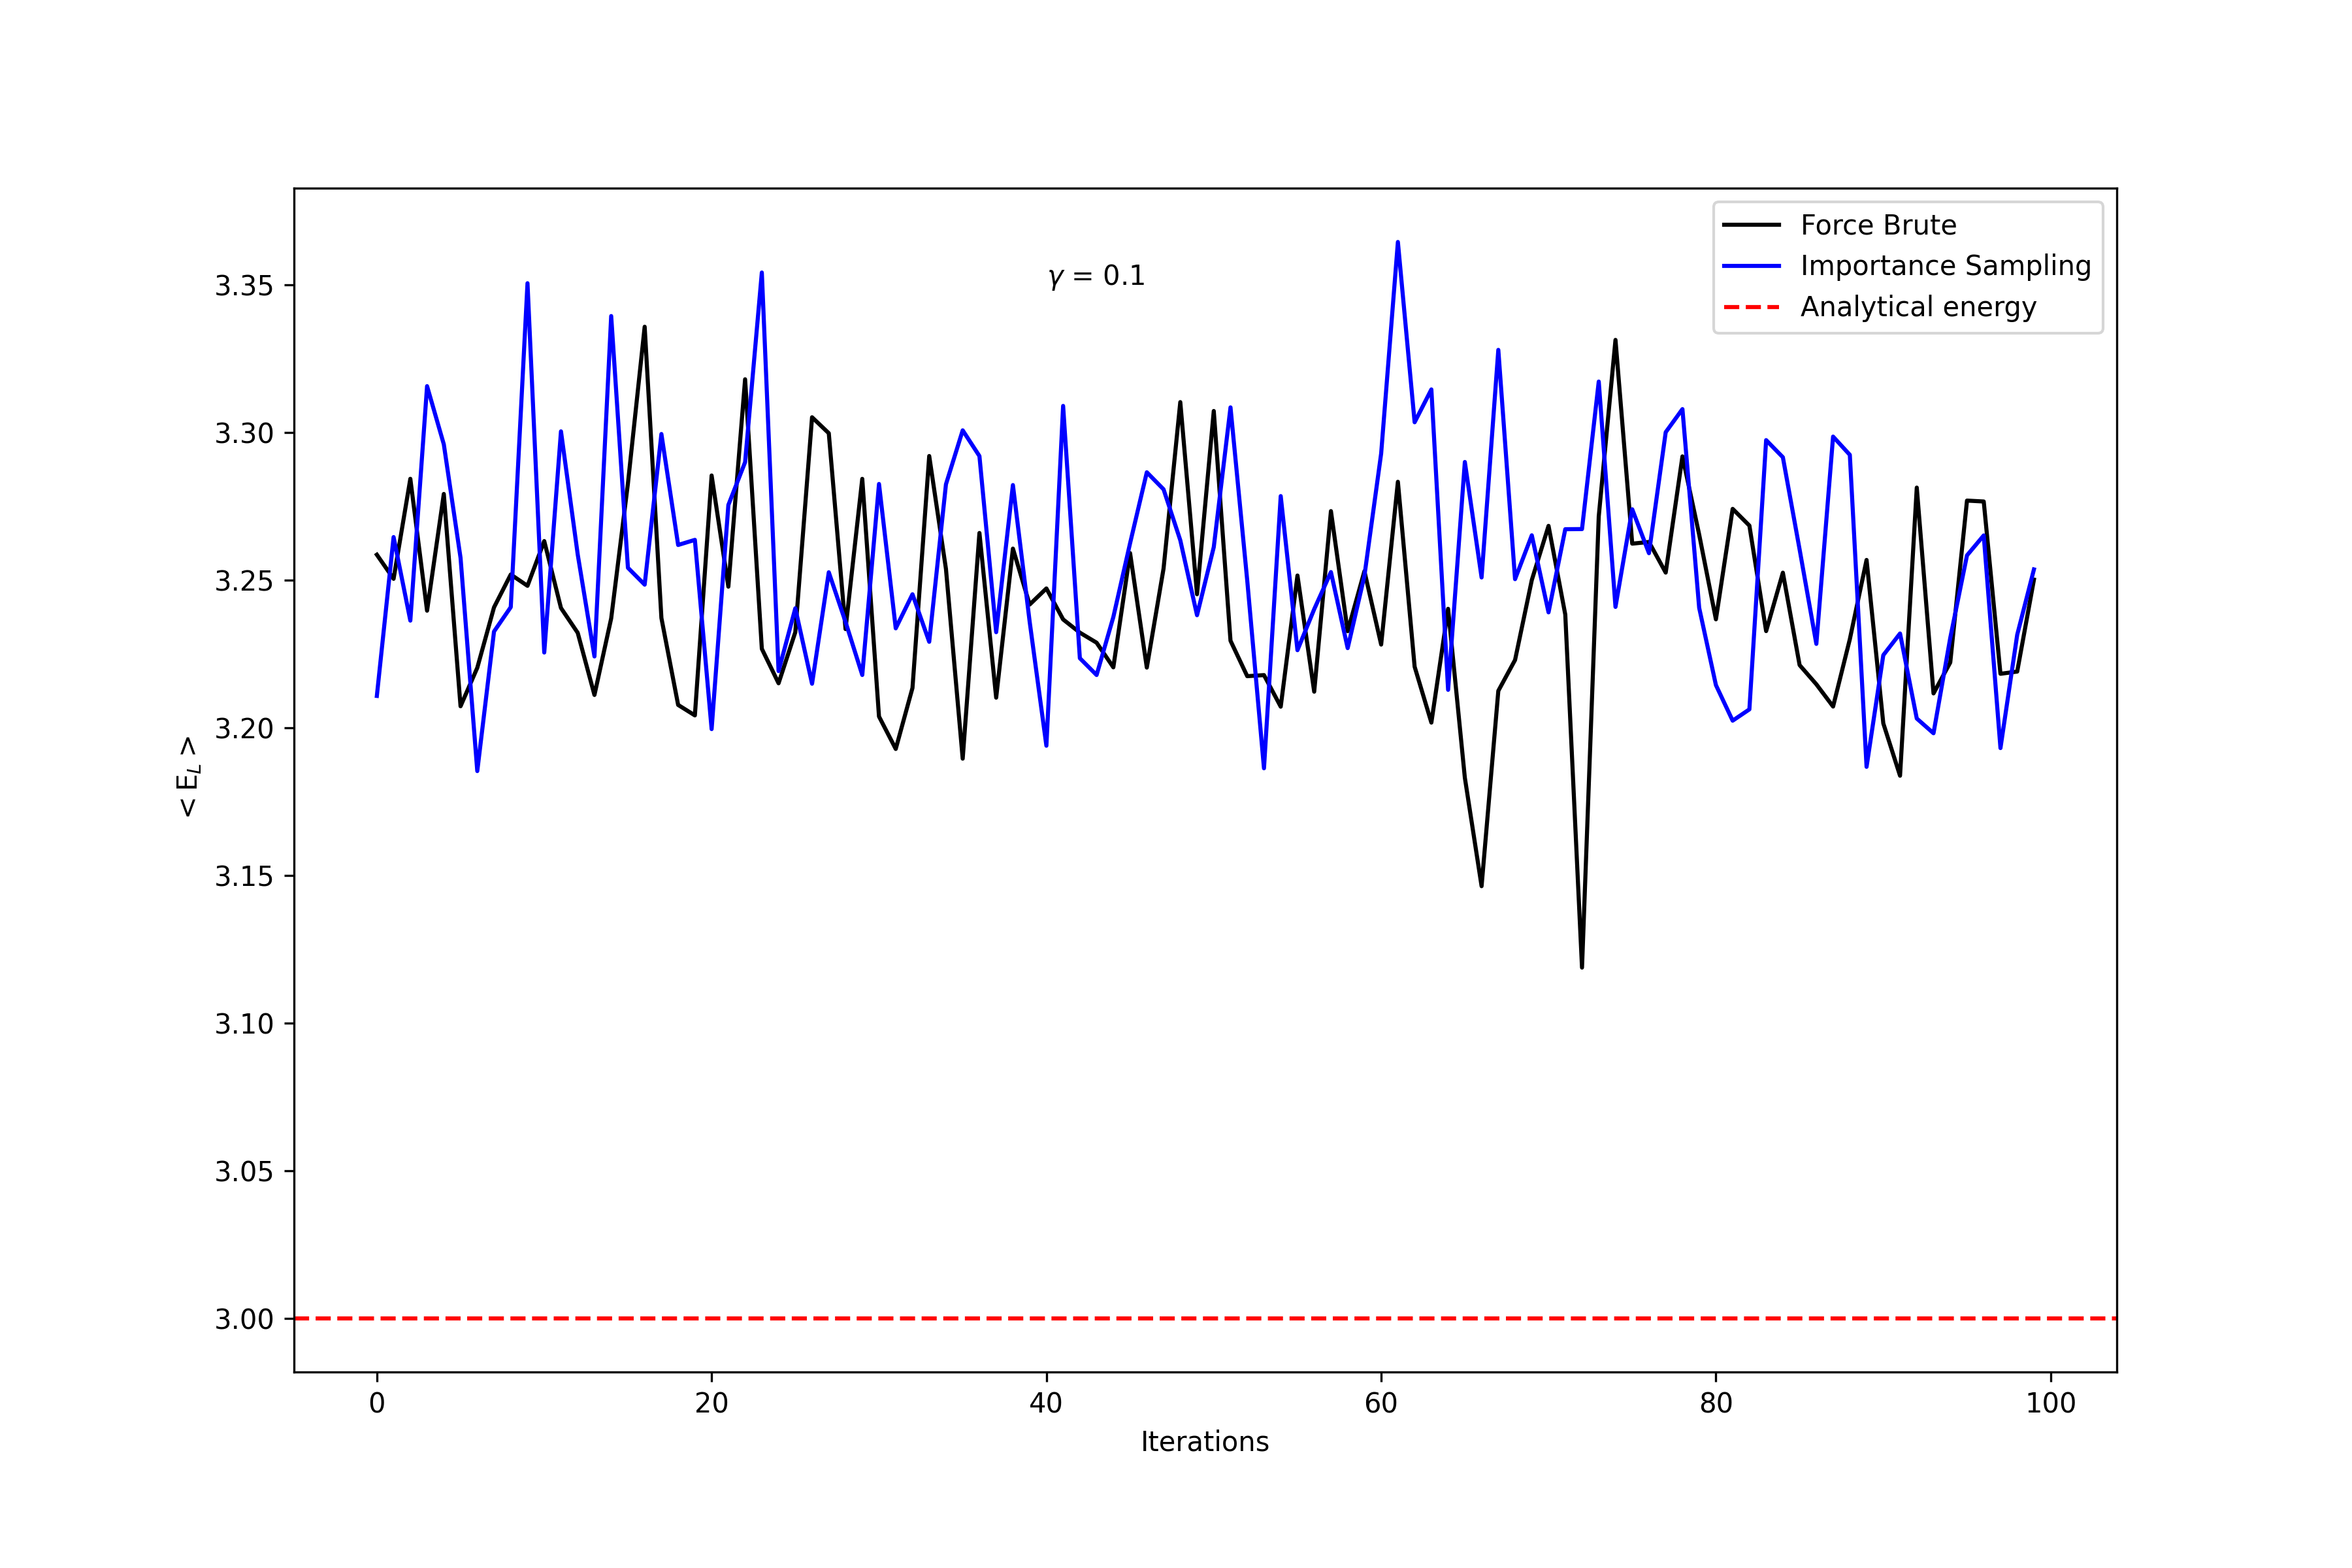 Force Brute
Importance Sampling
Analytical energy
γ = 0.1
3.35
3.30
3.25
3.20
3.15
3.10
3.05
3.00
< E_L >
0 20 40 60 80 100
Iterations